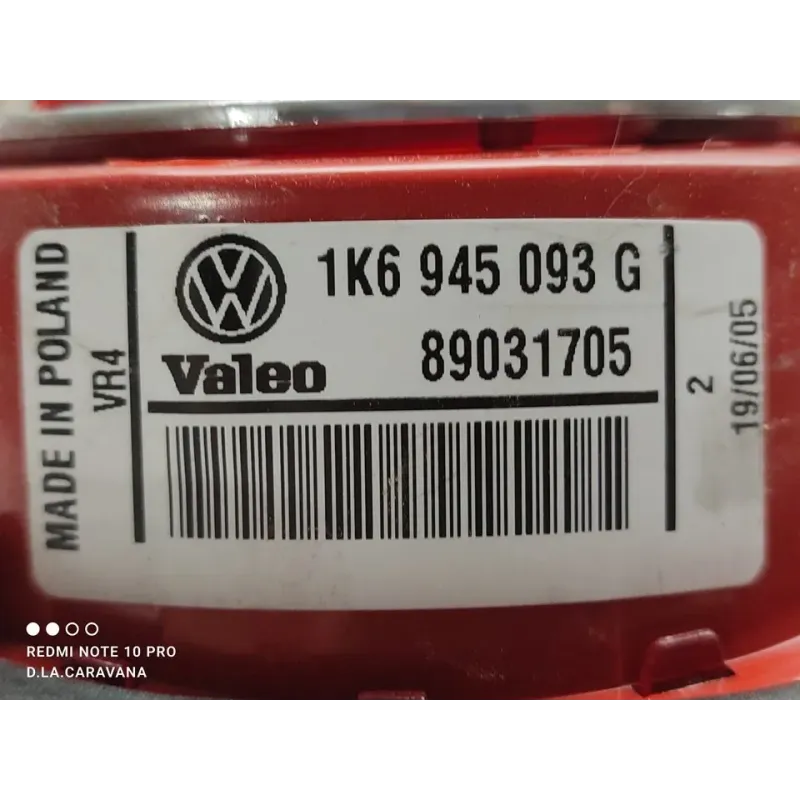 MADE IN POLAND
VR4
1K6 945 093 G
Valeo
89031705
2
19/06/05
REDMI NOTE 10 PRO
D.LA.CARAVANA